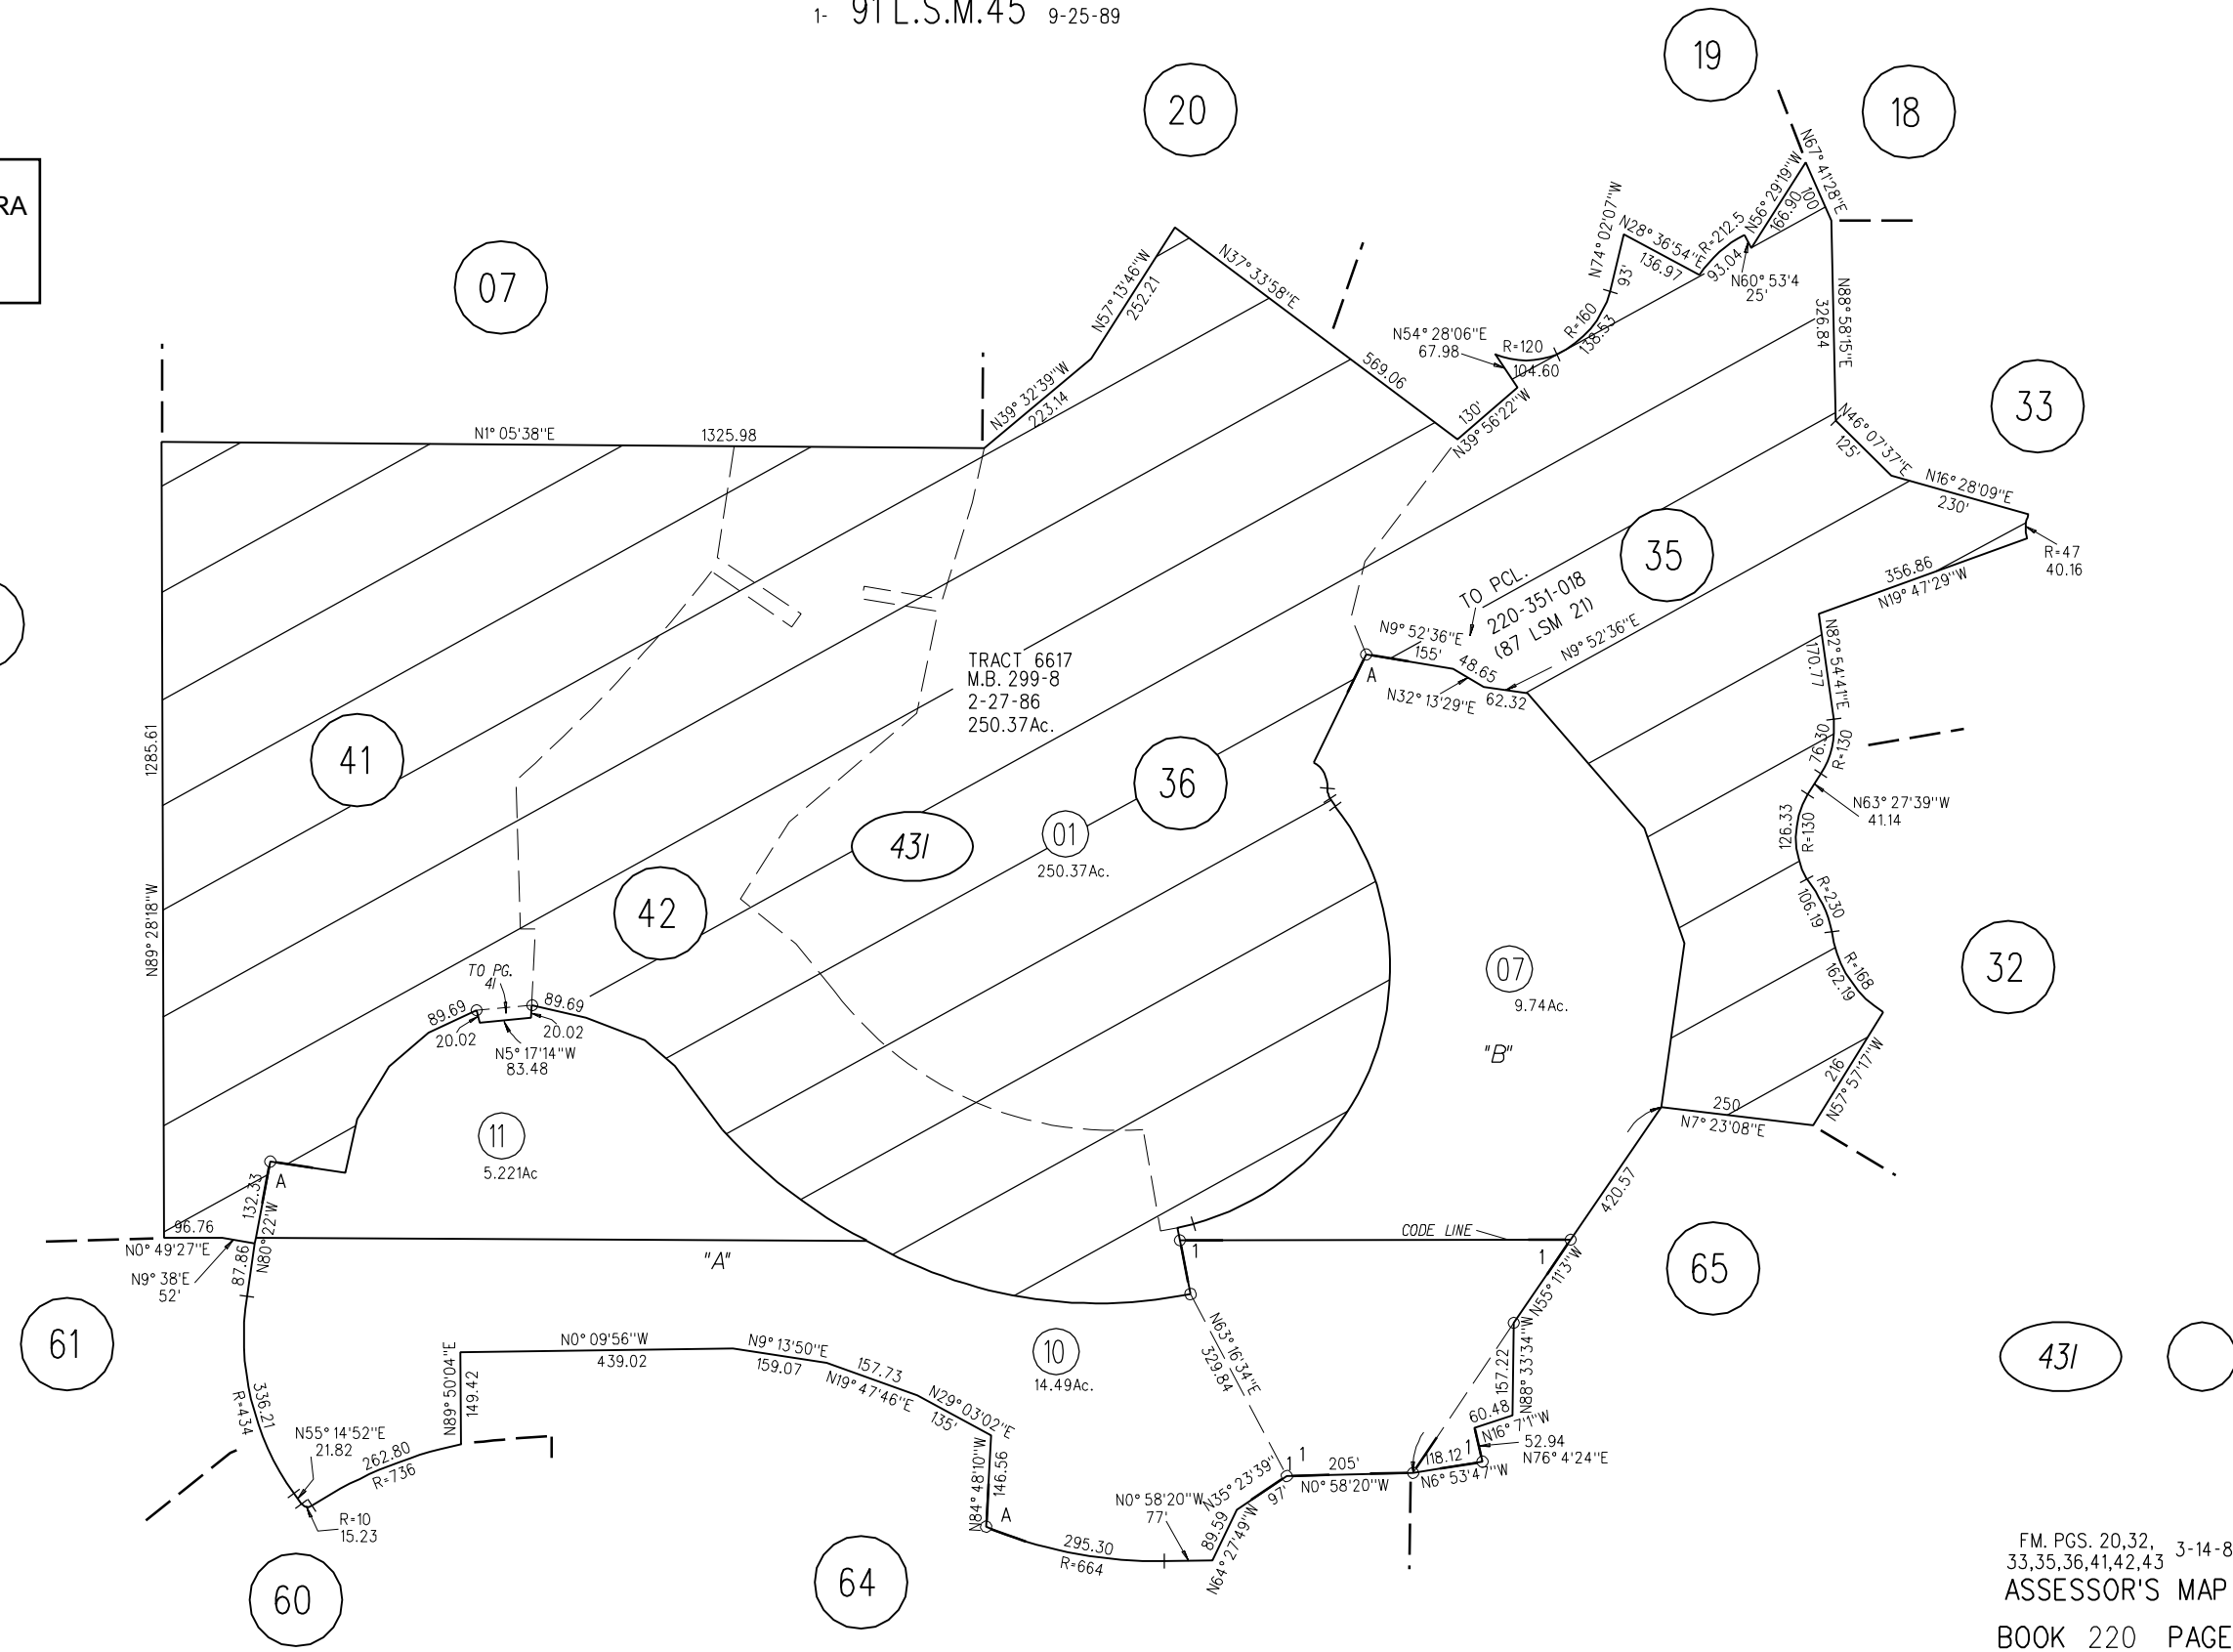 1- 91 L.S.M.45 9-25-89
19
20
18
RA
07
N67° 41'28"E
100
N56° 29'19"W
166.90
N74° 02'07"W
93'
N28° 36'54"E
136.97
R=212.5
93.04
N60° 53'4
25'
N57° 13'46"W
252.21
N37° 33'58"E
569.06
N54° 28'06"E
67.98
R=120
104.60
R=160
138.53
N88° 58'15"E
326.84
N39° 32'39"W
223.14
130'
N39° 56'22"W
33
N1° 05'38"E
1325.98
N46° 07'37"E
125'
N16° 28'09"E
230'
R=47
40.16
35
356.86
N19° 47'29"W
TO PCL.
220-351-018
(87 LSM 21)
N9° 52'36"E
155'
48.65
N32° 13'29"E
62.32
N9° 52'36"E
A
TRACT 6617
M.B. 299-8
2-27-86
250.37Ac.
N82° 54'41"E
170.77
1285.61
N89° 28'18"W
41
36
76.30
R=130
N63° 27'39"W
41.14
01
250.37Ac.
431
126.33
R=130
42
R=230
106.19
07
9.74Ac.
"B"
32
R=168
162.19
TO PG.
41
89.69
89.69
20.02
20.02
N5° 17'14"W
83.48
216
N57° 57'17"W
250
N7° 23'08"E
11
5.221Ac
A
132.33
N80° 22'W
96.76
N0° 49'27"E
N9° 38'E
52'
87.86
420.57
CODE LINE
1
1
"A"
65
N55° 11'3"W
61
N63° 16'34"E
329.84
N0° 09'56"W
439.02
N9° 13'50"E
159.07
157.73
N19° 47'46"E
N29° 03'02"E
135'
10
14.49Ac.
N89° 50'04"E
149.42
157.22
N88° 33'34"W
431
336.21
R=434
N55° 14'52"E
21.82
262.80
R=736
R=10
15.23
60.48
N16° 7'1"W
52.94
N76° 4'24"E
1
118.12
N6° 53'47"W
205'
N0° 58'20"W
1
1
N35° 23'39"
97'
N84° 48'10"W
146.56
A
N0° 58'20"W
77'
89.59
N64° 27'49"W
295.30
R=664
64
60
FM. PGS. 20,32, 3-14-8
33,35,36,41,42,43
ASSESSOR'S MAP
BOOK 220 PAGE